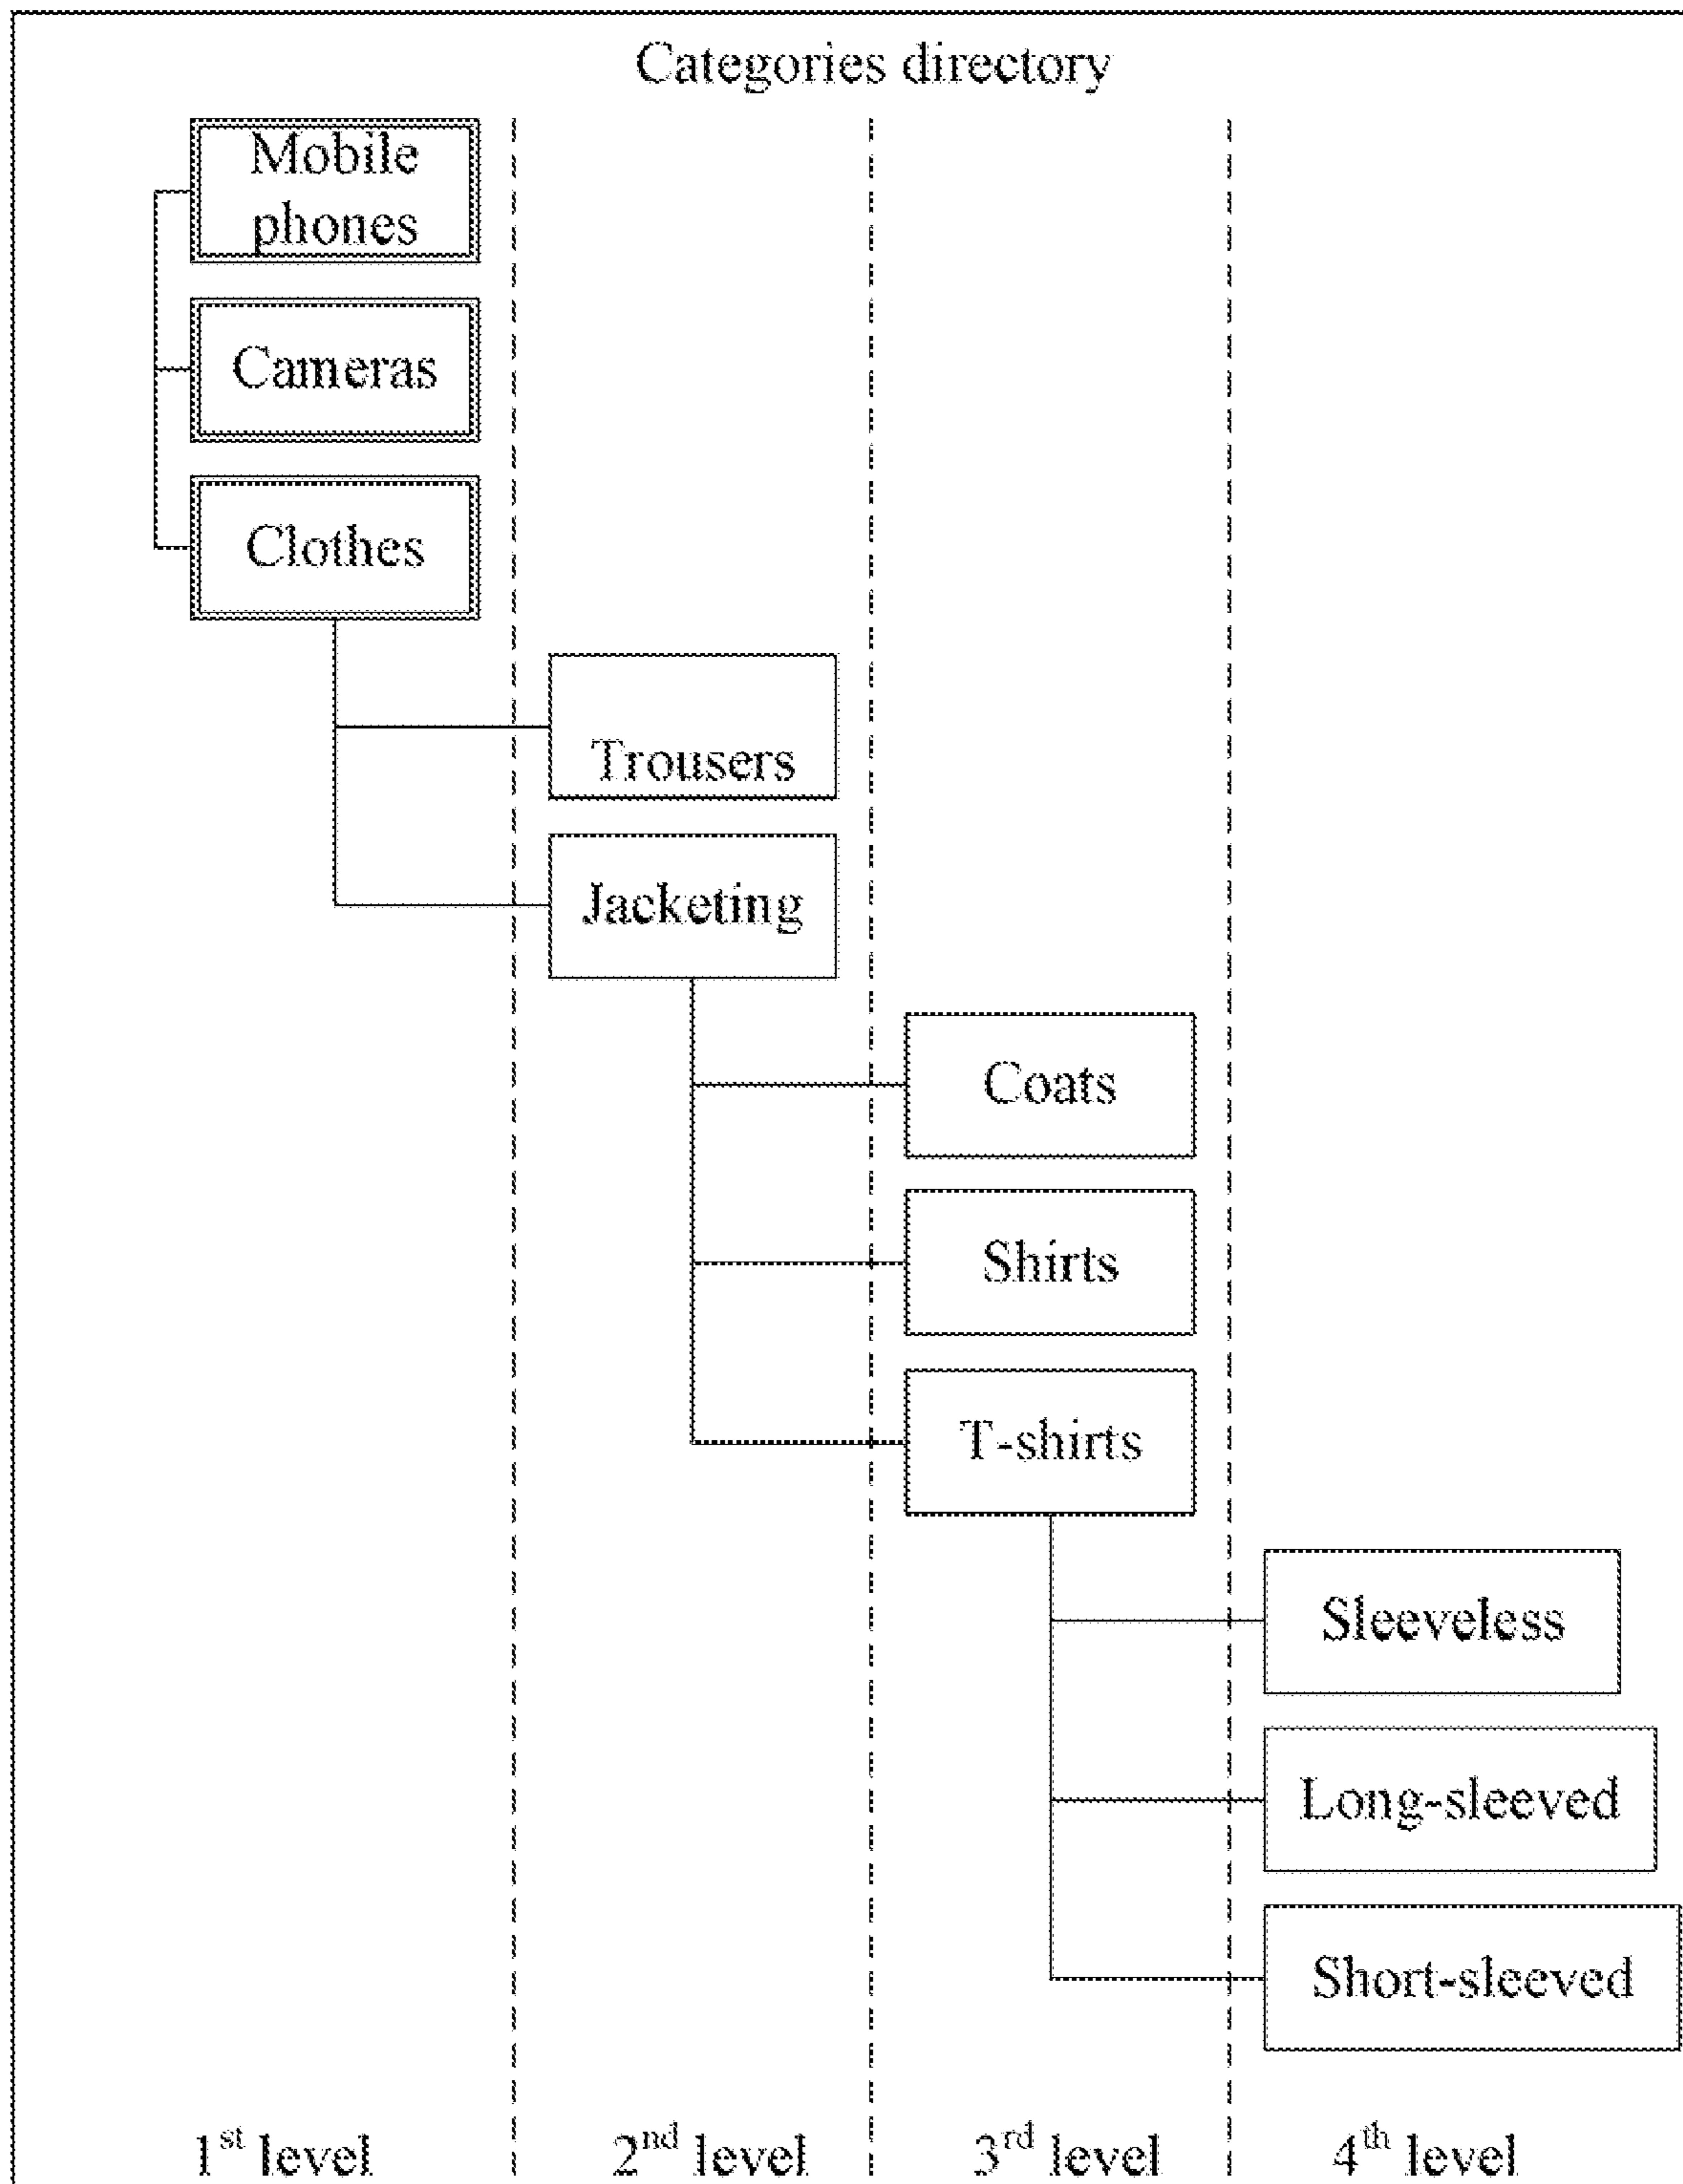 Categories directory
Mobile
phones
Cameras
Clothes
Trousers
Jacketing
Coats
Shirts
T-shirts
Sleeveless
Long-sleeved
Short-sleeved
1st level
2nd level
3rd level
4th level